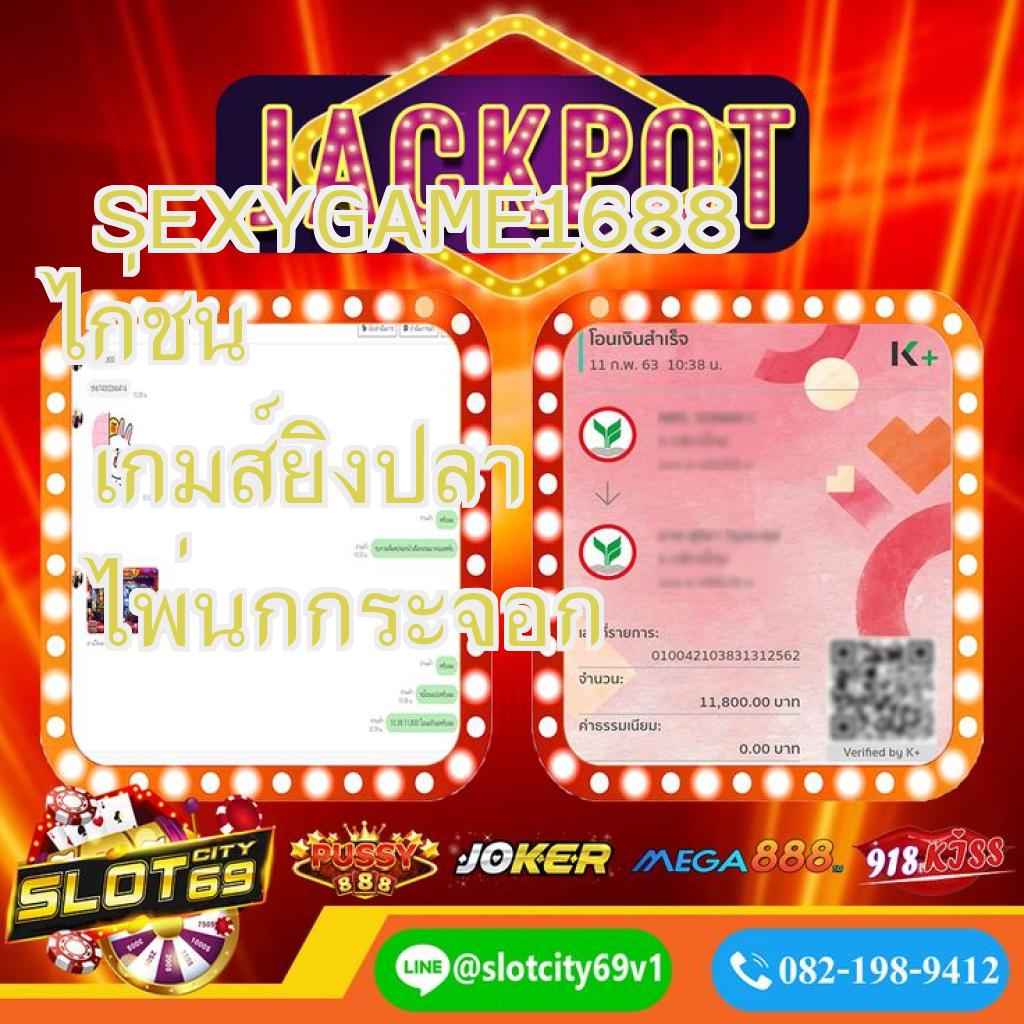 JACKPOT
SEXYGAME1688
ไก่ชน
เกมส์ยิงปลา
ไพ่นกกระจอก
โอนเงินสำเร็จ
11 ก.พ. 63 10:38 น.
K+
เลขที่รายการ:
010042103831312562
จำนวน:
11,800.00 บาท
ค่าธรรมเนียม:
0.00 บาท
Verified by K+
SLOT CITY 69
PUSSY 888
JOKER
MEGA888
918KISS
LINE @slotcity69v1
082-198-9412